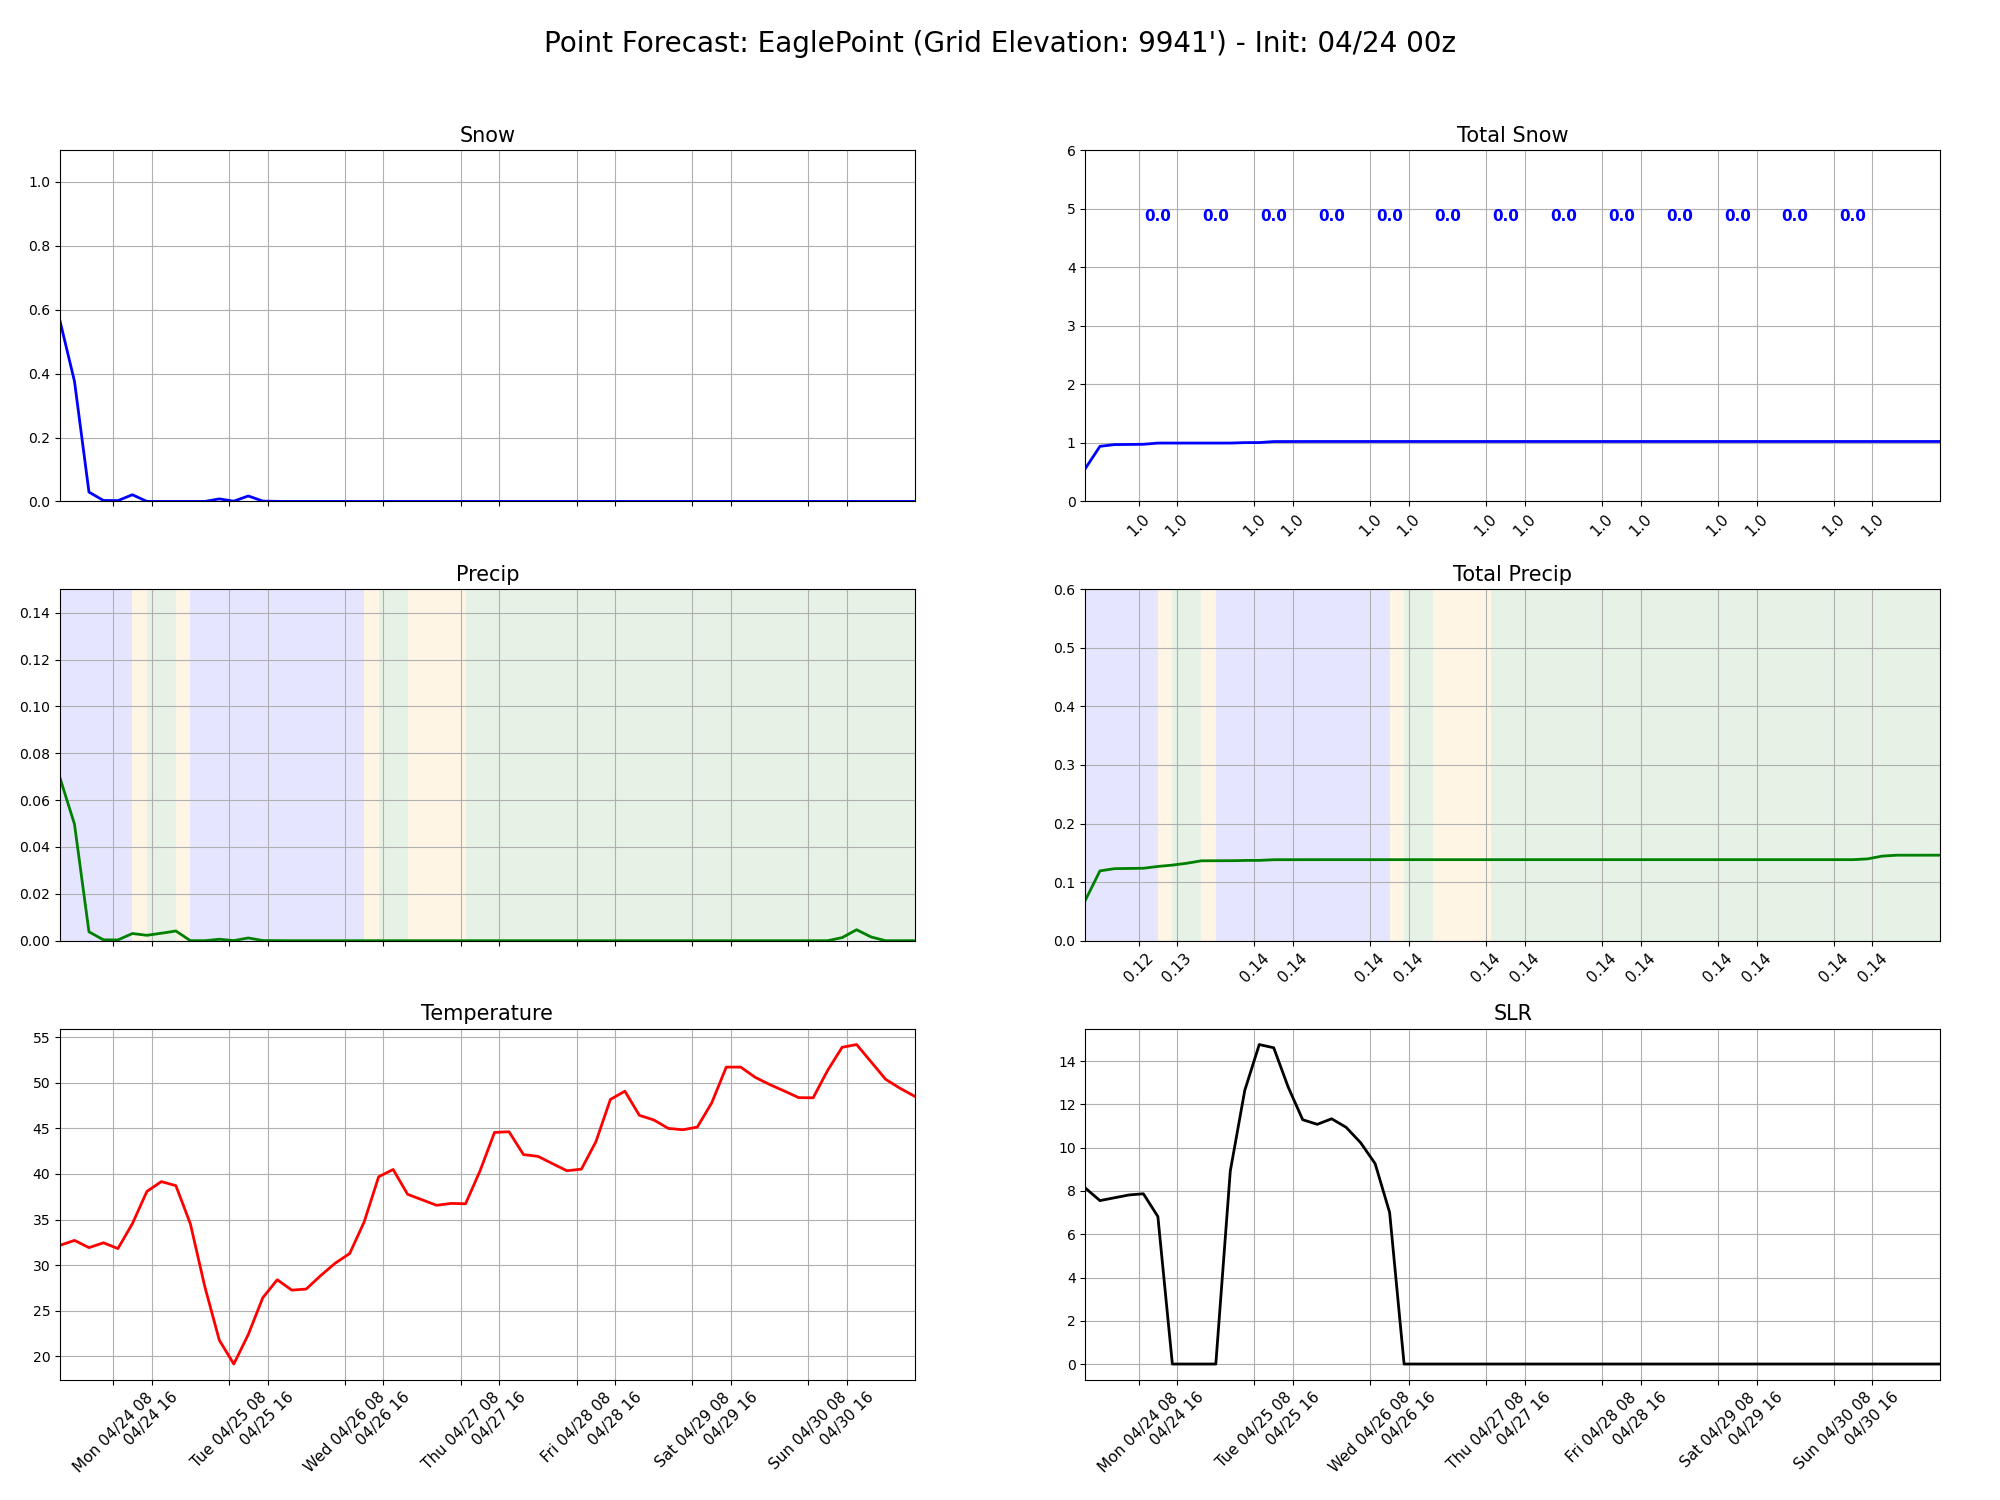 Point Forecast: EaglePoint (Grid Elevation: 9941') - Init: 04/24 00z
Snow
1.0
0.8
0.6
0.4
0.2
0.0
Total Snow
6
5
4
3
2
1
0
0.0 0.0 0.0 0.0 0.0 0.0 0.0 0.0 0.0 0.0 0.0 0.0 0.0
1.0 1.0 1.0 1.0 1.0 1.0 1.0 1.0 1.0 1.0 1.0 1.0 1.0 1.0
Precip
0.14
0.12
0.10
0.08
0.06
0.04
0.02
0.00
Total Precip
0.6
0.5
0.4
0.3
0.2
0.1
0.0
0.12 0.13 0.14 0.14 0.14 0.14 0.14 0.14 0.14 0.14 0.14 0.14 0.14 0.14
Temperature
55
50
45
40
35
30
25
20
Mon 04/24 08
04/24 16
Tue 04/25 08
04/25 16
Wed 04/26 08
04/26 16
Thu 04/27 08
04/27 16
Fri 04/28 08
04/28 16
Sat 04/29 08
04/29 16
Sun 04/30 08
04/30 16
SLR
14
12
10
8
6
4
2
0
Mon 04/24 08
04/24 16
Tue 04/25 08
04/25 16
Wed 04/26 08
04/26 16
Thu 04/27 08
04/27 16
Fri 04/28 08
04/28 16
Sat 04/29 08
04/29 16
Sun 04/30 08
04/30 16